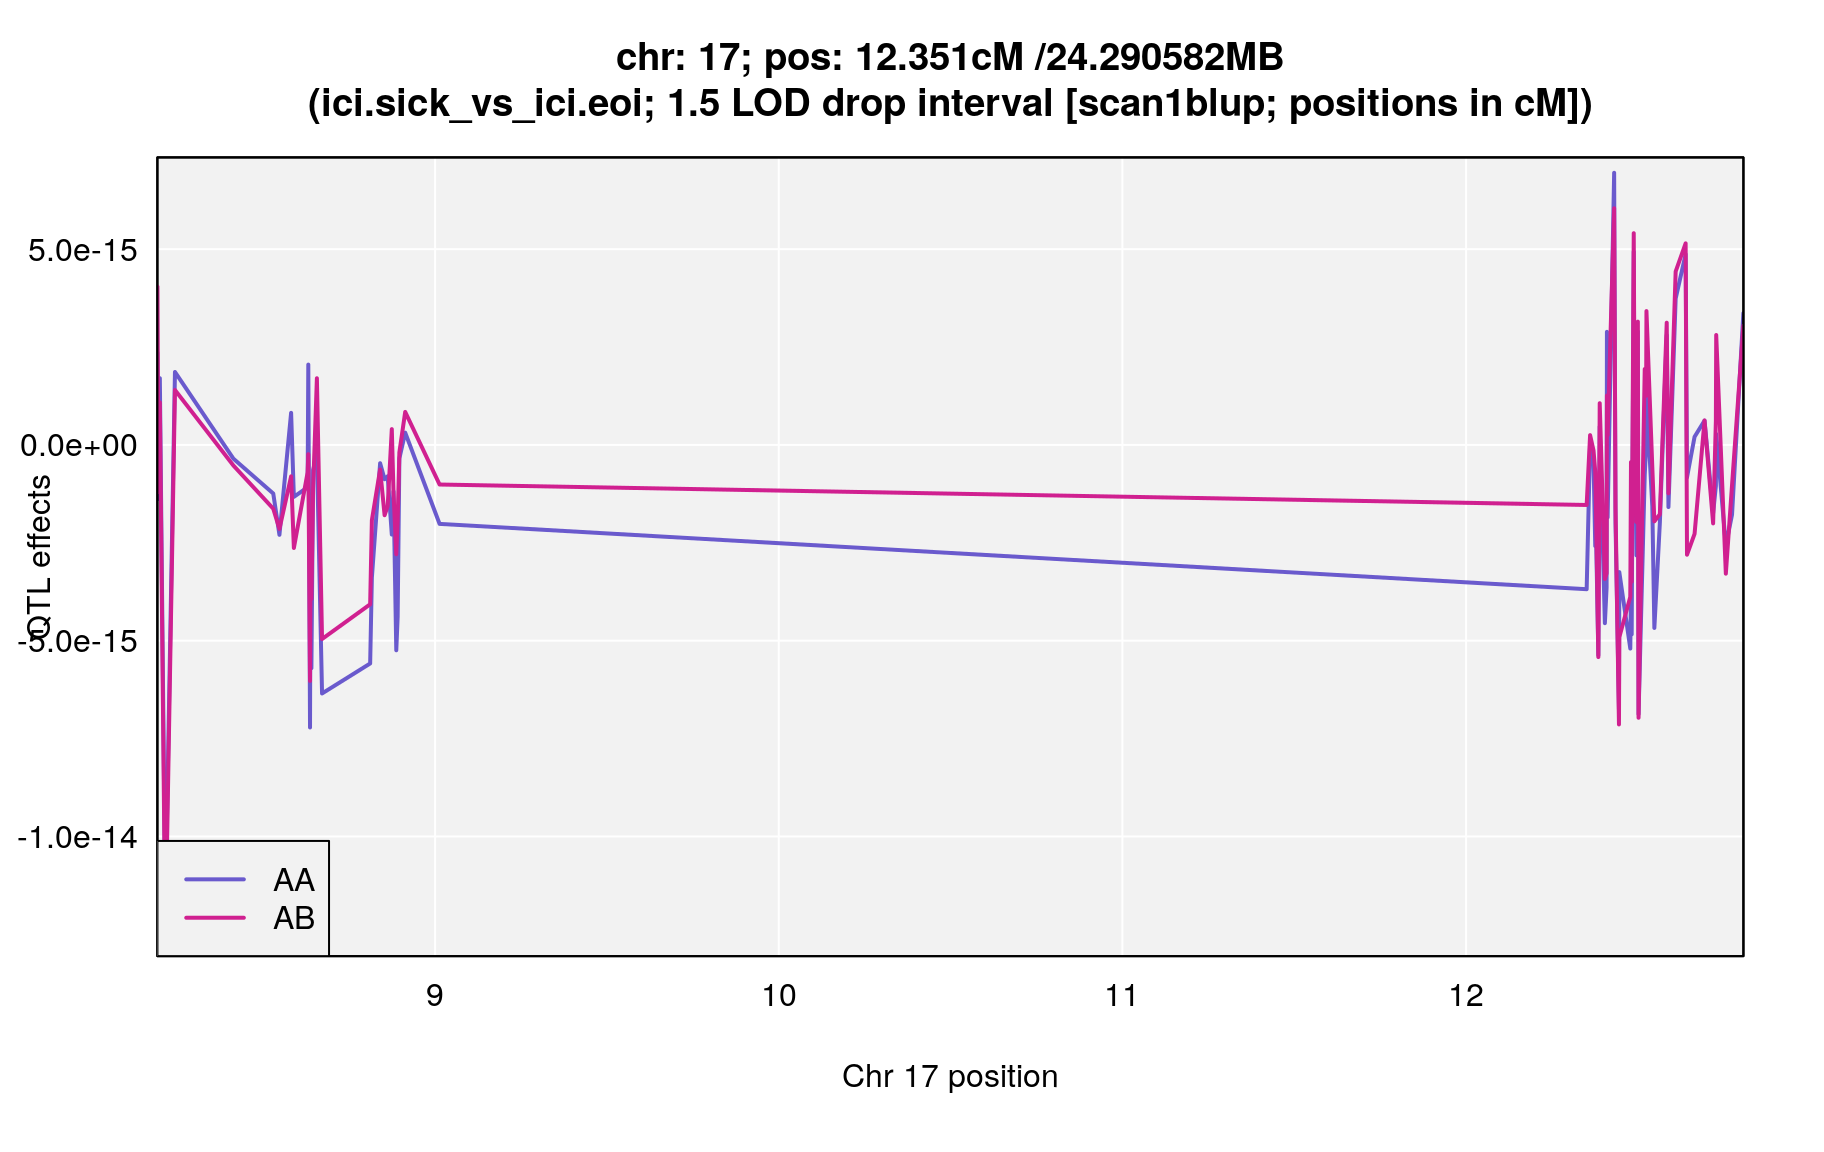 chr: 17; pos: 12.351cM /24.290582MB
(ici.sick_vs_ici.eoi; 1.5 LOD drop interval [scan1blup; positions in cM])
QTL effects
5.0e-15
0.0e+00
-5.0e-15
-1.0e-14
AA
AB
9 10 11 12
Chr 17 position